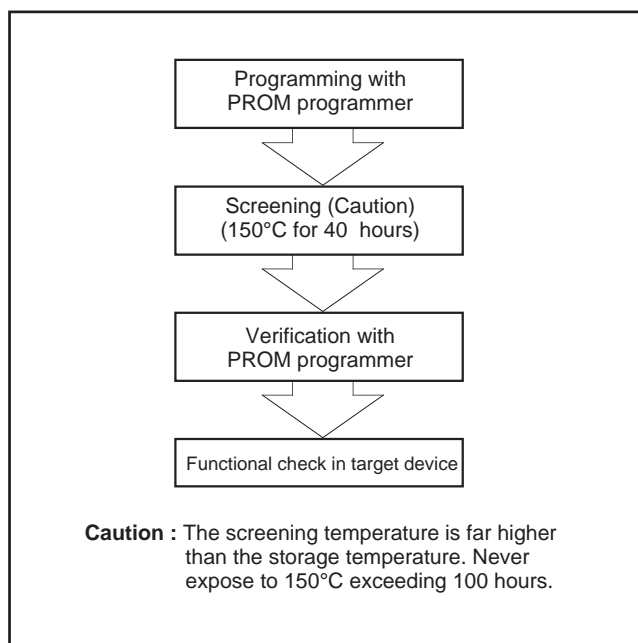 Programming with
PROM programmer
Screening (Caution)
(150°C for 40 hours)
Verification with
PROM programmer
Functional check in target device
Caution : The screening temperature is far higher
than the storage temperature. Never
expose to 150°C exceeding 100 hours.